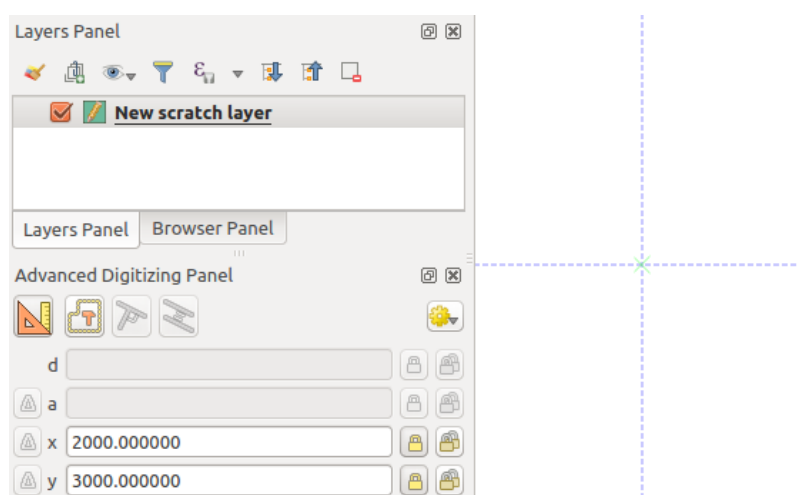 Layers Panel
New scratch layer
Layers Panel Browser Panel
Advanced Digitizing Panel
d
a
x 2000.000000
y 3000.000000